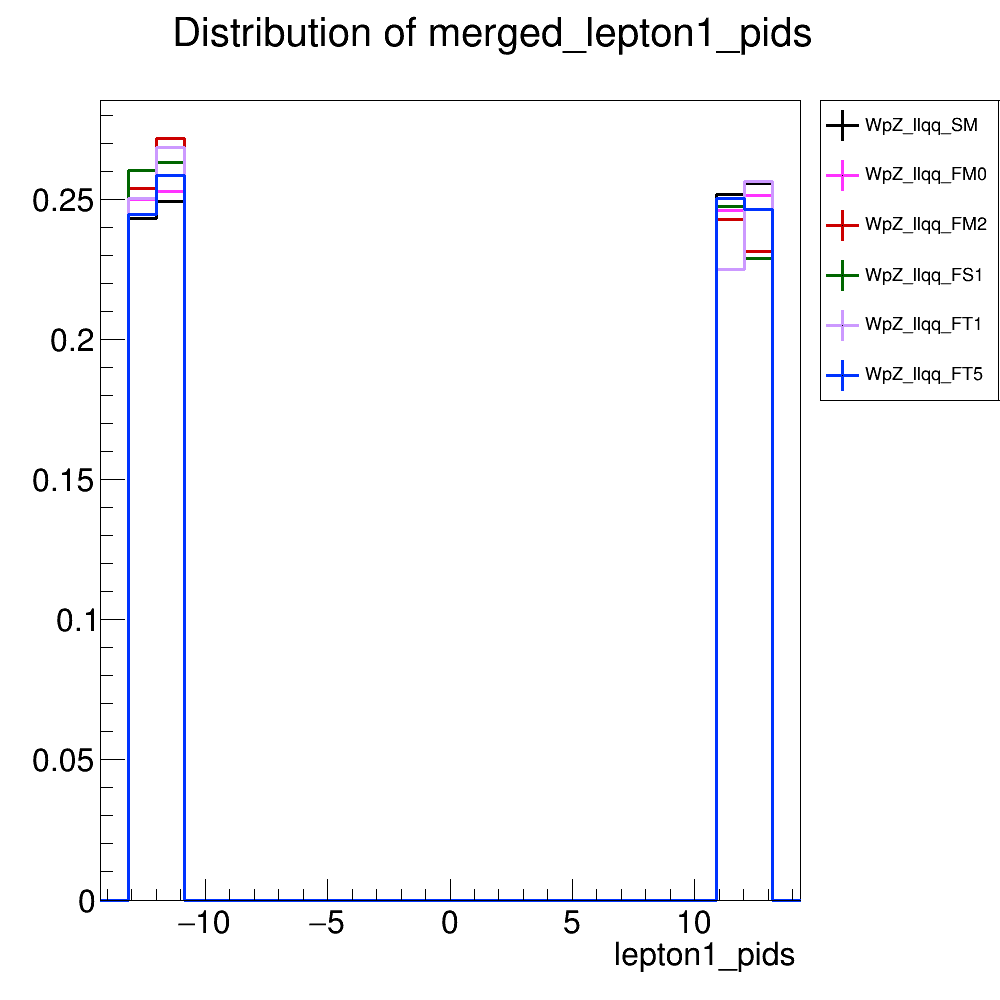 Distribution of merged_lepton1_pids
WpZ_llqq_SM
WpZ_llqq_FM0
WpZ_llqq_FM2
WpZ_llqq_FS1
WpZ_llqq_FT1
WpZ_llqq_FT5
0.25
0.2
0.15
0.1
0.05
0
−10 −5 0 5 10
lepton1_pids